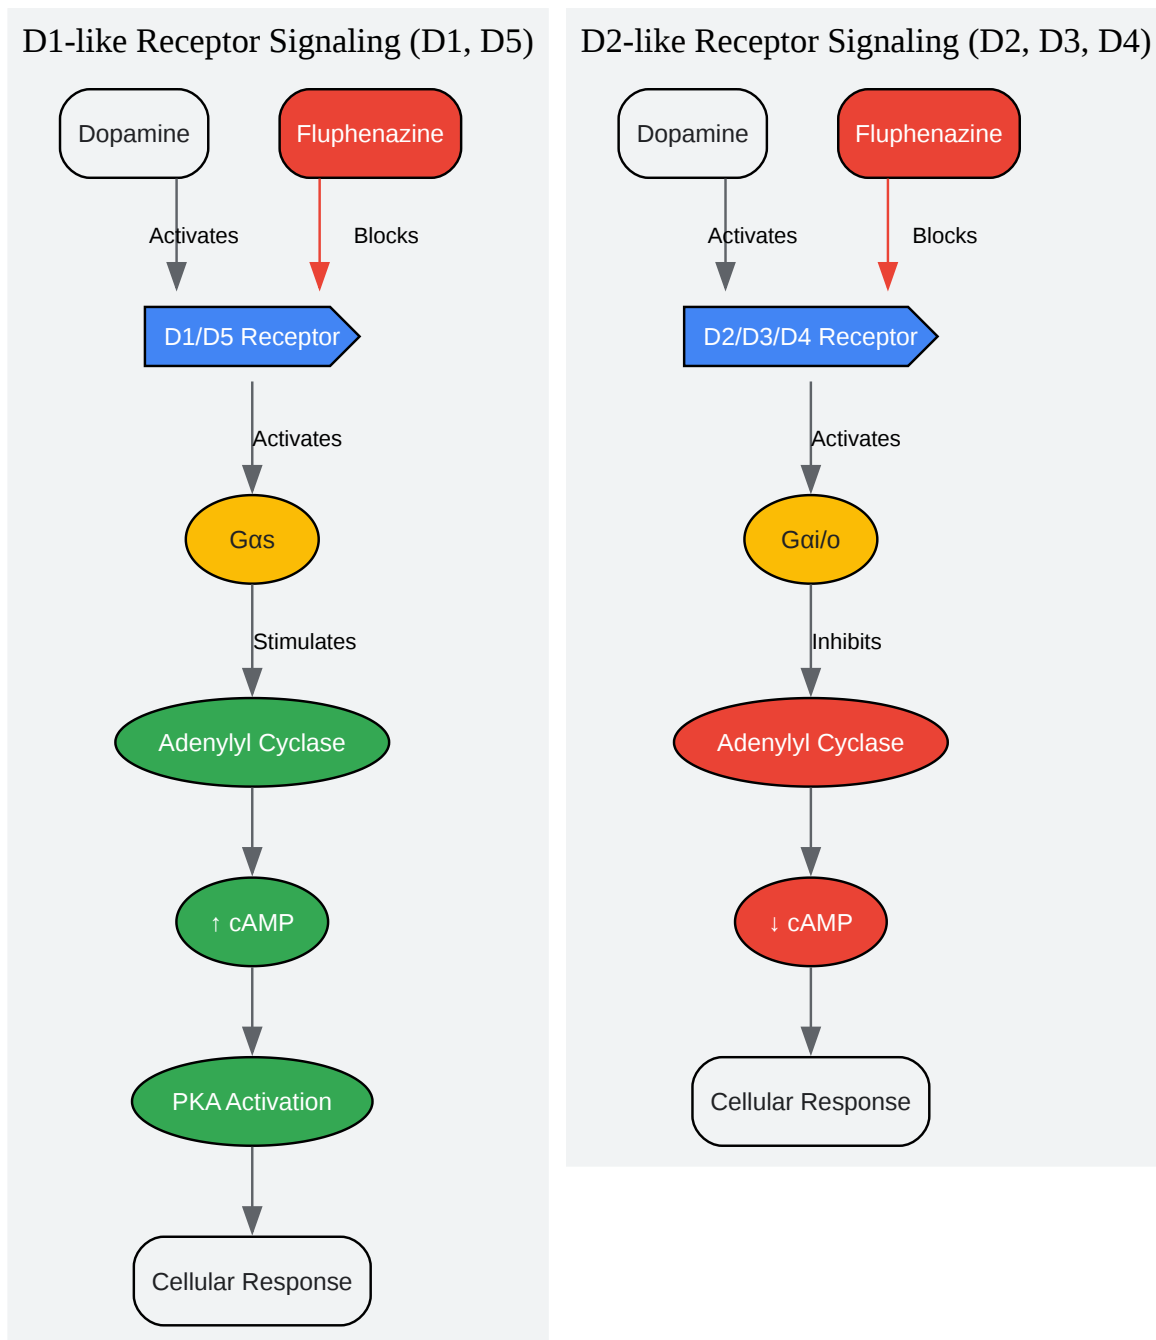 D1-like Receptor Signaling (D1, D5)
Dopamine
Fluphenazine
Activates
Blocks
D1/D5 Receptor
Activates
Gαs
Stimulates
Adenylyl Cyclase
↑ cAMP
PKA Activation
Cellular Response
D2-like Receptor Signaling (D2, D3, D4)
Dopamine
Fluphenazine
Activates
Blocks
D2/D3/D4 Receptor
Activates
Gαi/o
Inhibits
Adenylyl Cyclase
↓ cAMP
Cellular Response